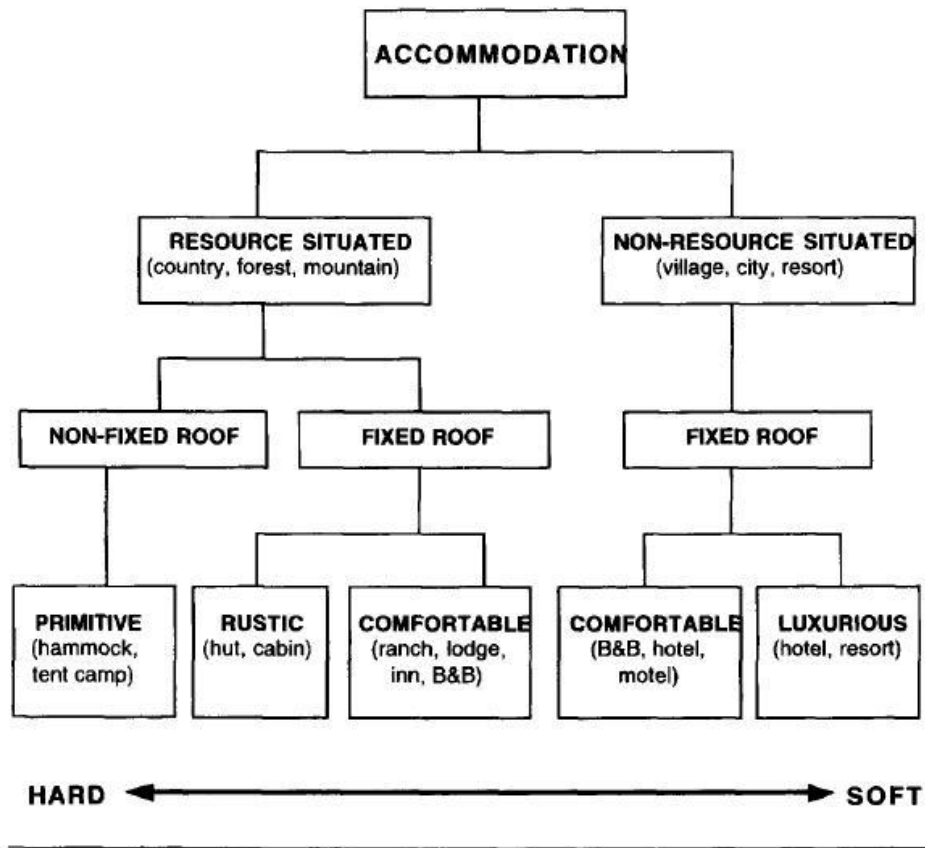 ACCOMMODATION
RESOURCE SITUATED
(country, forest, mountain)
NON-RESOURCE SITUATED
(village, city, resort)
NON-FIXED ROOF
FIXED ROOF
FIXED ROOF
PRIMITIVE
(hammock,
tent camp)
RUSTIC
(hut, cabin)
COMFORTABLE
(ranch, lodge,
inn, B&B)
COMFORTABLE
(B&B, hotel,
motel)
LUXURIOUS
(hotel, resort)
HARD
SOFT